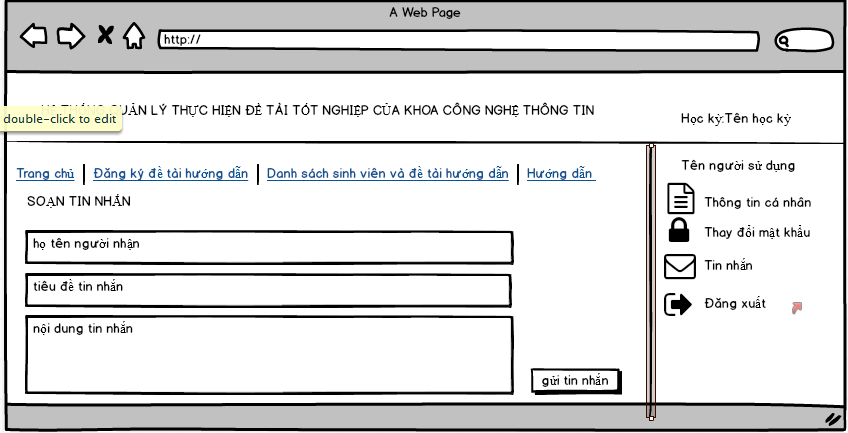 A Web Page
http://
QUẢN LÝ THỰC HIỆN ĐỀ TÀI TỐT NGHIỆP CỦA KHOA CÔNG NGHỆ THÔNG TIN
double-click to edit
Học kỳ:Tên học kỳ
Trang chủ | Đăng ký đề tài hướng dẫn | Danh sách sinh viên và đề tài hướng dẫn | Hướng dẫn
SOẠN TIN NHẮN
họ tên người nhận
tiêu đề tin nhắn
nội dung tin nhắn
gửi tin nhắn
Tên người sử dụng
Thông tin cá nhân
Thay đổi mật khẩu
Tin nhắn
Đăng xuất